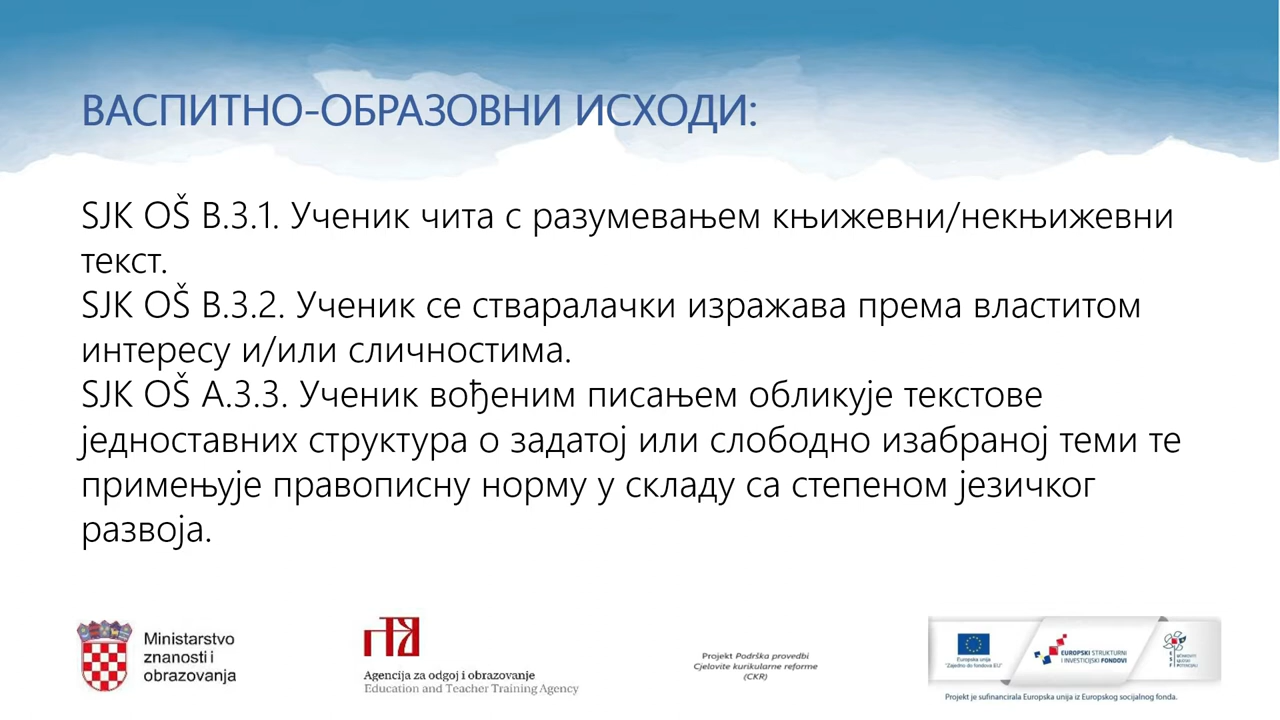 ВАСПИТНО-ОБРАЗОВНИ ИСХОДИ:
SJK OŠ B.3.1. Ученик чита с разумевањем књижевни/некњижевни
текст.
SJK OŠ B.3.2. Ученик се стваралачки изражава према властитом
интересу и/или сличностима.
SJK OŠ A.3.3. Ученик вођеним писањем обликује текстове
једноставних структура о задатој или слободно изабраној теми те
примењује правописну норму у складу са степеном језичког
развоја.
Ministarstvo
znanosti i
obrazovanja
Agencija za odgoj i obrazovanje
Education and Teacher Training Agency
Projekt Podrška provedbi
Cjelovite kurikularne reforme
(CKR)
Europska unija
"Zajedno do fondova EU"
EUROPSKI STRUKTURNI
I INVESTICIJSKI FONDOVI
Projekt je sufinancirala Europska unija iz Europskog socijalnog fonda.